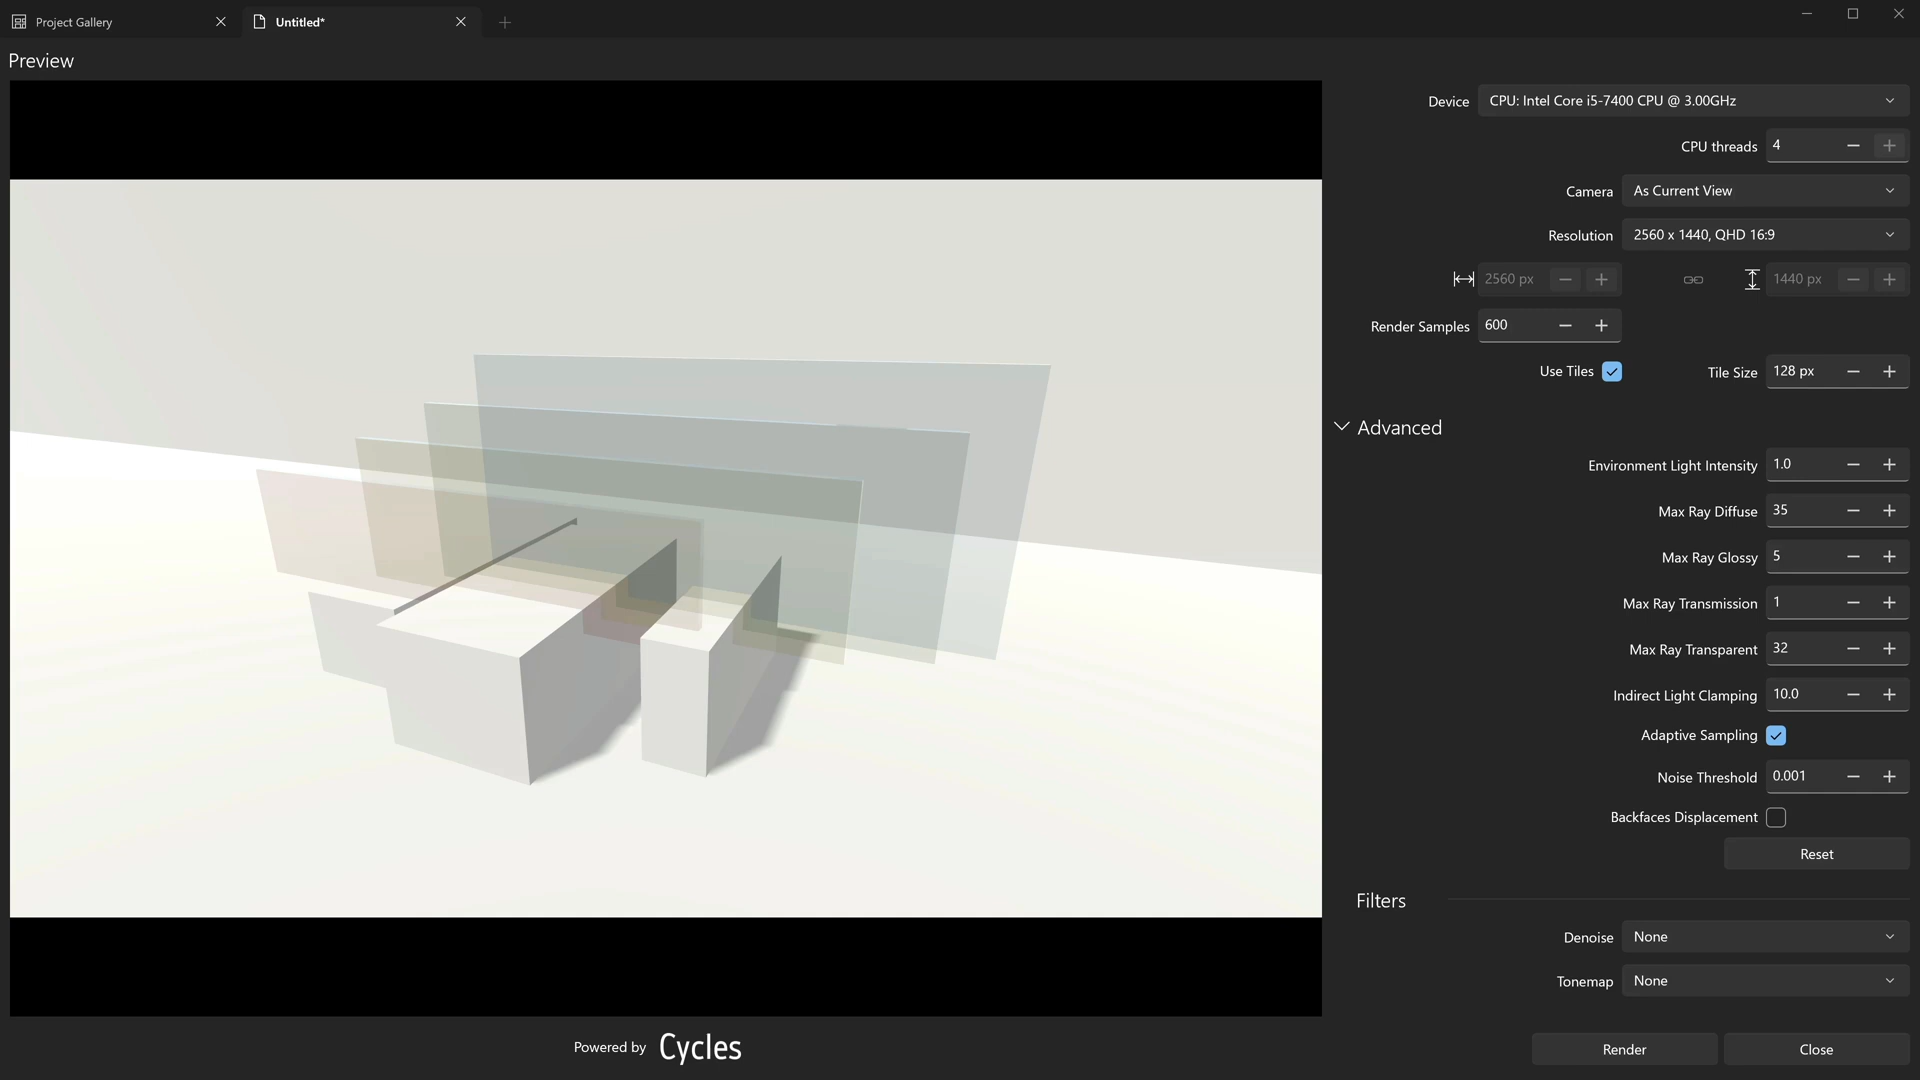 Project Gallery
Untitled*
Preview
Device CPU: Intel Core i5-7400 CPU @ 3.00GHz
CPU threads 4
Camera As Current View
Resolution 2560 x 1440, QHD 16:9
2560 px 1440 px
Render Samples 600
Use Tiles Tile Size 128 px
Advanced
Environment Light Intensity 1.0
Max Ray Diffuse 35
Max Ray Glossy 5
Max Ray Transmission 1
Max Ray Transparent 32
Indirect Light Clamping 10.0
Adaptive Sampling
Noise Threshold 0.001
Backfaces Displacement
Reset
Filters
Denoise None
Tonemap None
Powered by Cycles
Render Close